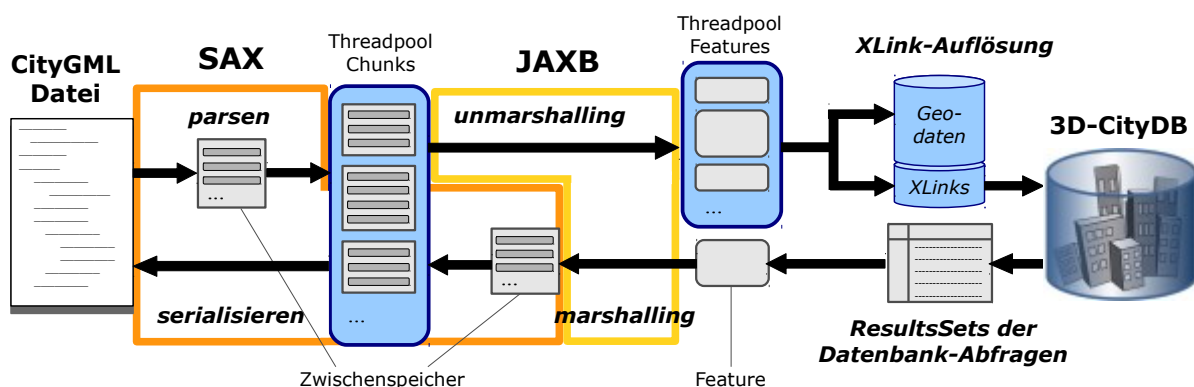 CityGML
Datei
SAX
parsen
...
Threadpool
Chunks
...
JAXB
unmarshalling
Threadpool
Features
...
XLink-Auflösung
Geo-
daten
XLinks
3D-CityDB
serialisieren
...
marshalling
ResultsSets der
Datenbank-Abfragen
Zwischenspeicher
Feature